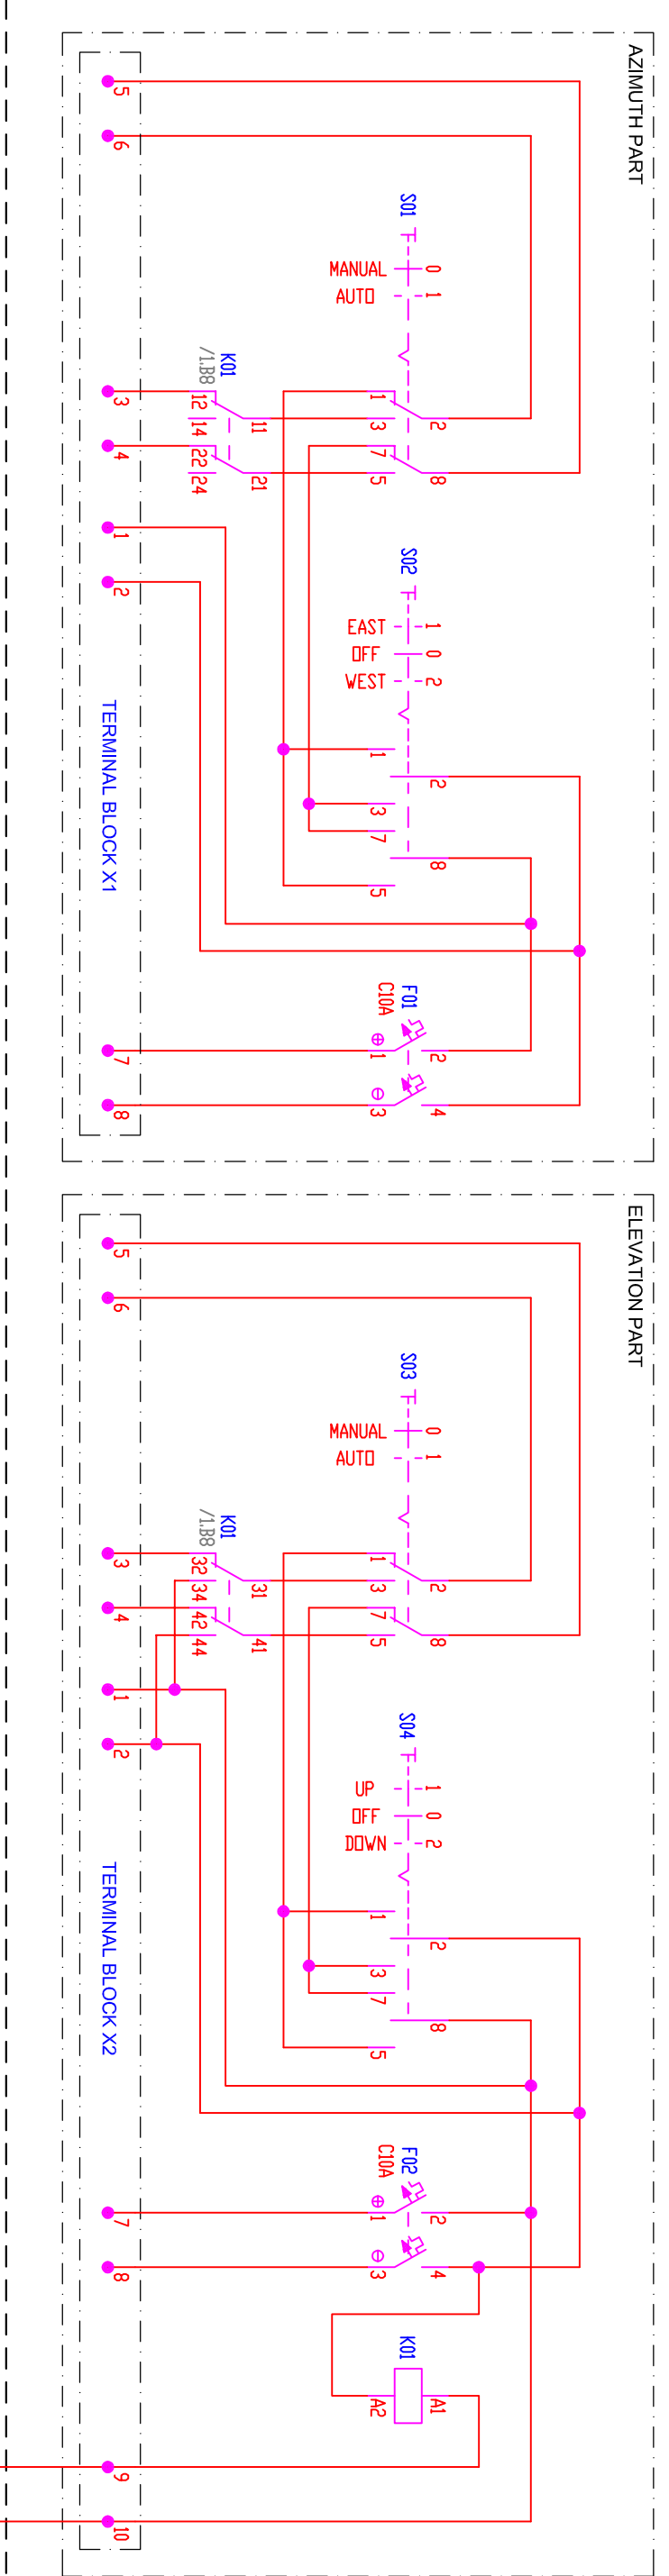 AZIMUTH PART
5
6
S01
MANUAL 0
AUTO 1
K01
/1.B8
3
12
11
1
3
2
14
4
22
21
7
5
8
24
1
2
S02
EAST 1
OFF 0
WEST 2
1
2
3
7
8
5
TERMINAL BLOCK X1
F01
C10A
7
1
2
8
3
4
ELEVATION PART
5
6
S03
MANUAL 0
AUTO 1
K01
/1.B8
3
32
31
1
3
2
34
4
42
41
7
5
8
44
1
2
S04
UP 1
OFF 0
DOWN 2
1
2
3
7
8
5
TERMINAL BLOCK X2
F02
C10A
7
1
2
8
3
4
K01
A2
A1
9
10